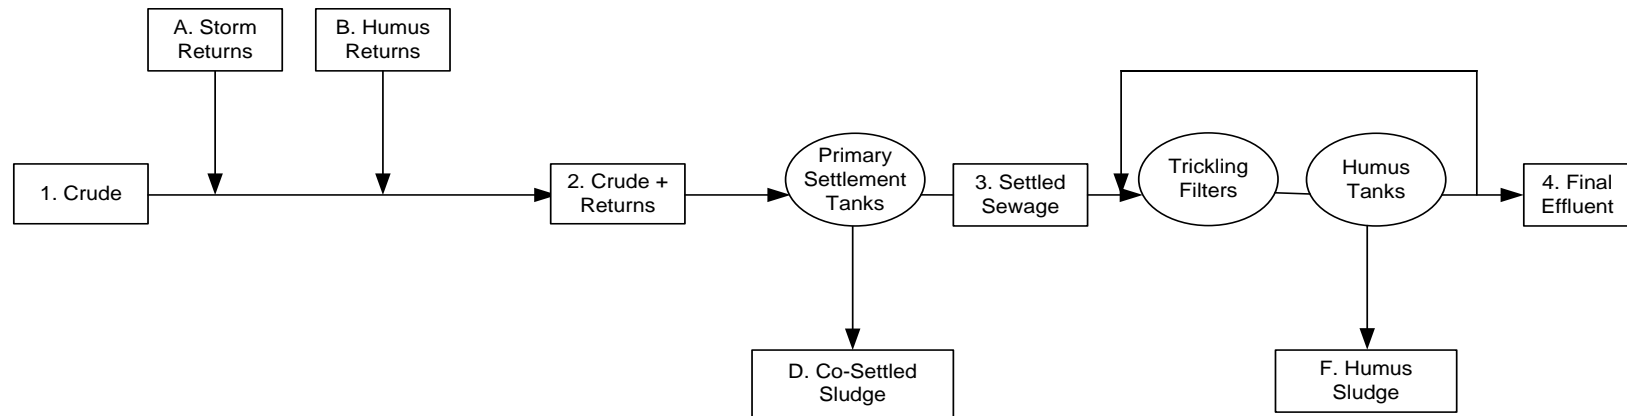 A. Storm
Returns
B. Humus
Returns
1. Crude
2. Crude +
Returns
Primary
Settlement
Tanks
3. Settled
Sewage
Trickling
Filters
Humus
Tanks
4. Final
Effluent
D. Co-Settled
Sludge
F. Humus
Sludge